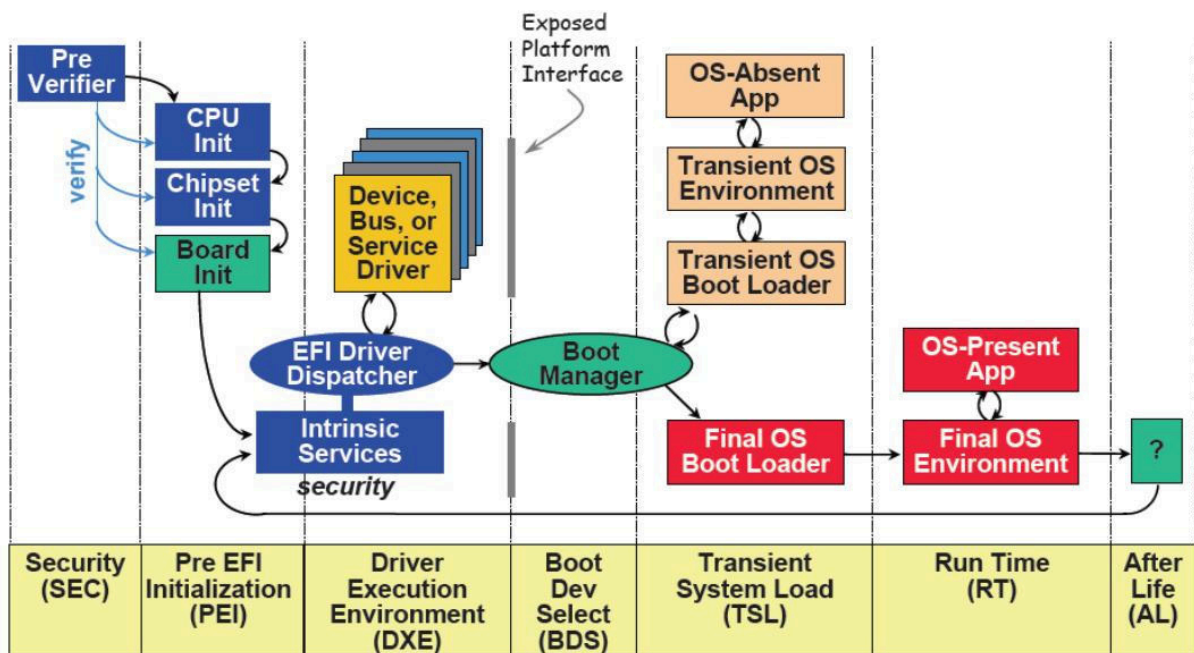 Exposed
Platform
Interface
Pre
Verifier
verify
CPU
Init
Chipset
Init
Board
Init
Device,
Bus, or
Service
Driver
EFI Driver
Dispatcher
Intrinsic
Services
security
Boot
Manager
OS-Absent
App
Transient OS
Environment
Transient OS
Boot Loader
Final OS
Boot Loader
OS-Present
App
Final OS
Environment
?
Security
(SEC)
Pre EFI
Initialization
(PEI)
Driver
Execution
Environment
(DXE)
Boot
Dev
Select
(BDS)
Transient
System Load
(TSL)
Run Time
(RT)
After
Life
(AL)